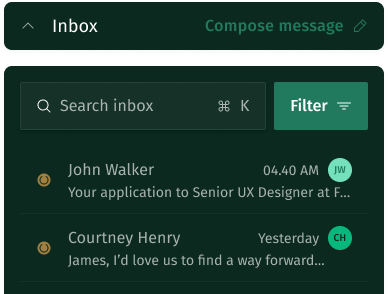 Inbox Compose message
Search inbox ⌘ K Filter
John Walker 04.40 AM JW
Your application to Senior UX Designer at F...
Courtney Henry Yesterday CH
James, I’d love us to find a way forward...